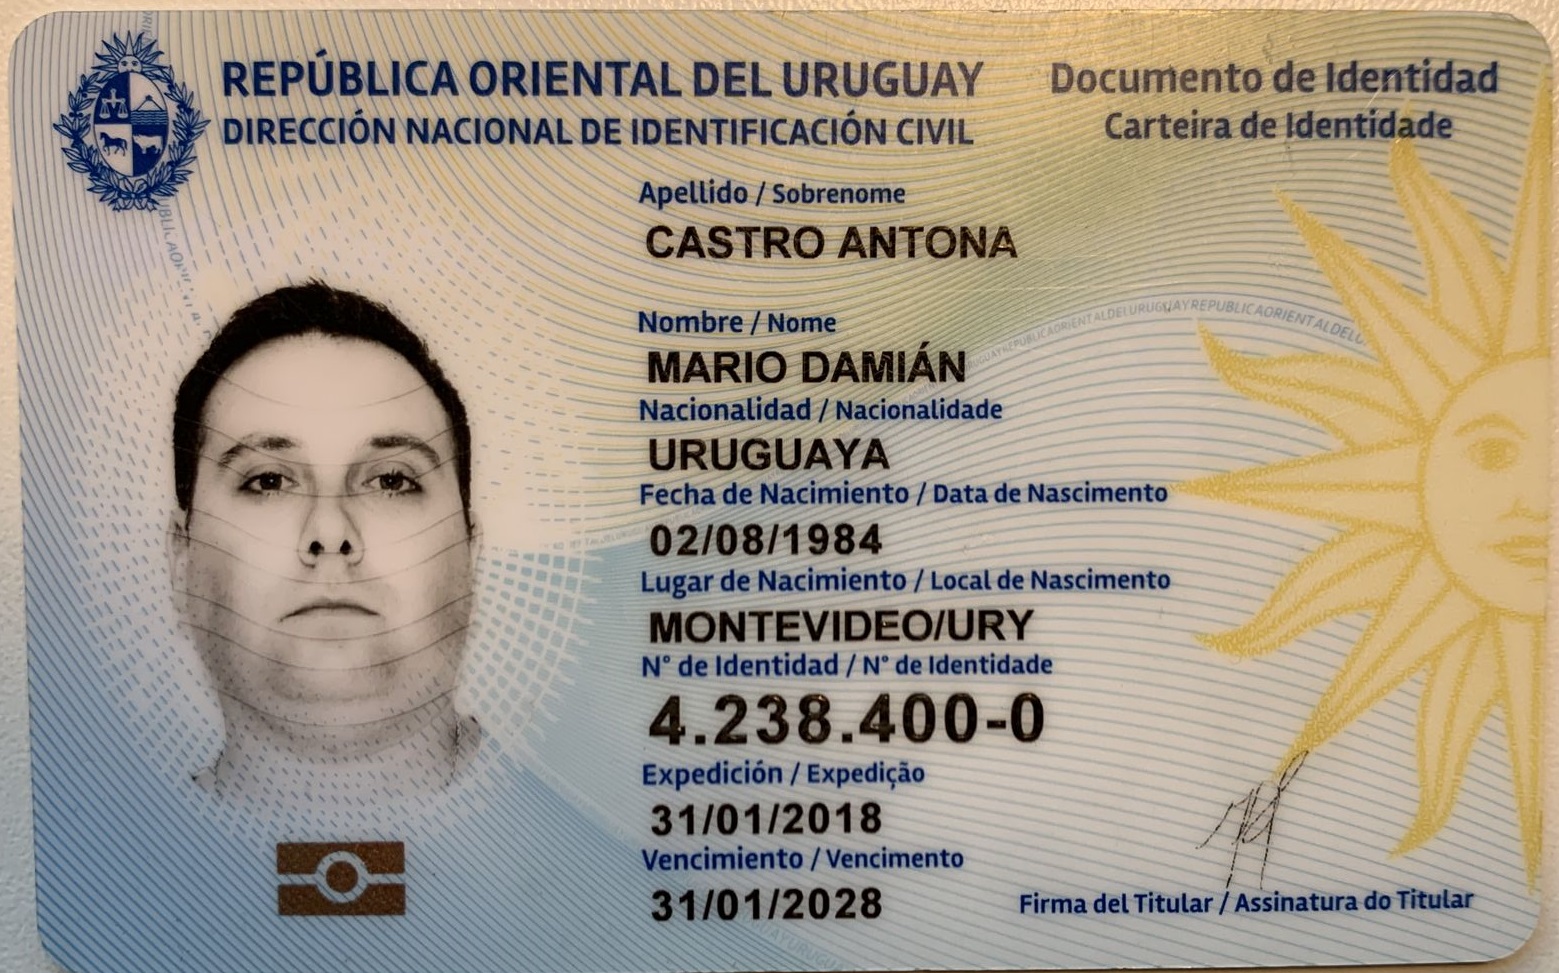 REPÚBLICA ORIENTAL DEL URUGUAY
DIRECCIÓN NACIONAL DE IDENTIFICACIÓN CIVIL
Documento de Identidad
Carteira de Identidade
Apellido / Sobrenome
CASTRO ANTONA
Nombre / Nome
MARIO DAMIÁN
Nacionalidad / Nacionalidade
URUGUAYA
Fecha de Nacimiento / Data de Nascimento
02/08/1984
Lugar de Nacimiento / Local de Nascimento
MONTEVIDEO/URY
N° de Identidad / N° de Identidade
4.238.400-0
Expedición / Expedição
31/01/2018
Vencimiento / Vencimento
31/01/2028
Firma del Titular / Assinatura do Titular